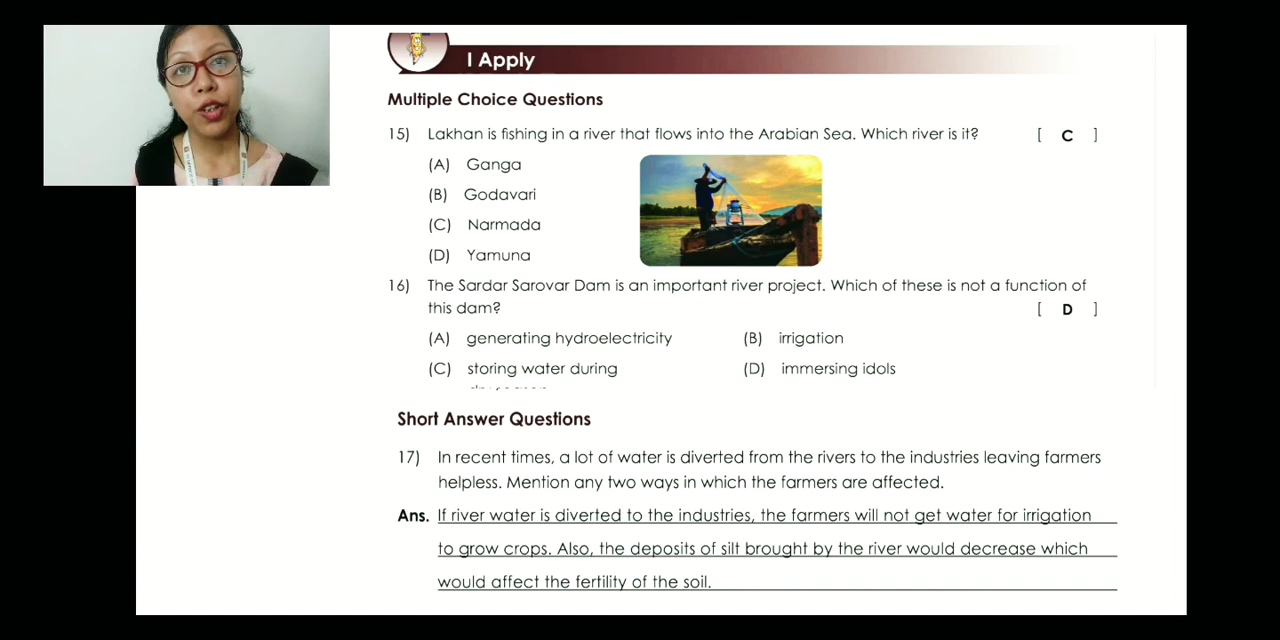 I Apply
Multiple Choice Questions
15) Lakhan is fishing in a river that flows into the Arabian Sea. Which river is it? [ C ]
(A) Ganga
(B) Godavari
(C) Narmada
(D) Yamuna
16) The Sardar Sarovar Dam is an important river project. Which of these is not a function of
this dam? [ D ]
(A) generating hydroelectricity (B) irrigation
(C) storing water during (D) immersing idols
Short Answer Questions
17) In recent times, a lot of water is diverted from the rivers to the industries leaving farmers
helpless. Mention any two ways in which the farmers are affected.
Ans. If river water is diverted to the industries, the farmers will not get water for irrigation
to grow crops. Also, the deposits of silt brought by the river would decrease which
would affect the fertility of the soil.